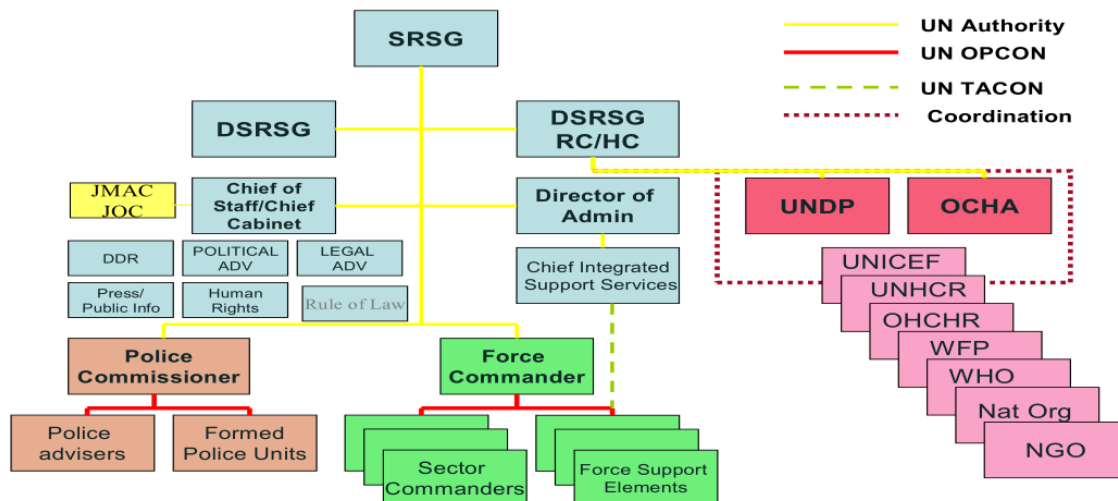 SRSG
UN Authority
UN OPCON
UN TACON
Coordination
DSRSG
DSRSG
RC/HC
JMAC
JOC
Chief of
Staff/Chief
Cabinet
Director of
Admin
UNDP
OCHA
DDR
POLITICAL
ADV
LEGAL
ADV
Chief Integrated
Support Services
Press/
Public Info
Human
Rights
Rule of Law
UNICEF
UNHCR
OHCHR
WFP
WHO
Nat Org
NGO
Police
Commissioner
Force
Commander
Police
advisers
Formed
Police Units
Sector
Commanders
Force Support
Elements